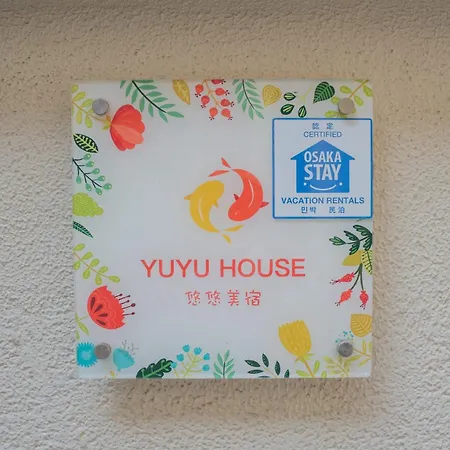 認定
CERTIFIED
OSAKA
STAY
VACATION RENTALS
민박 民泊
YUYU HOUSE
悠悠美宿